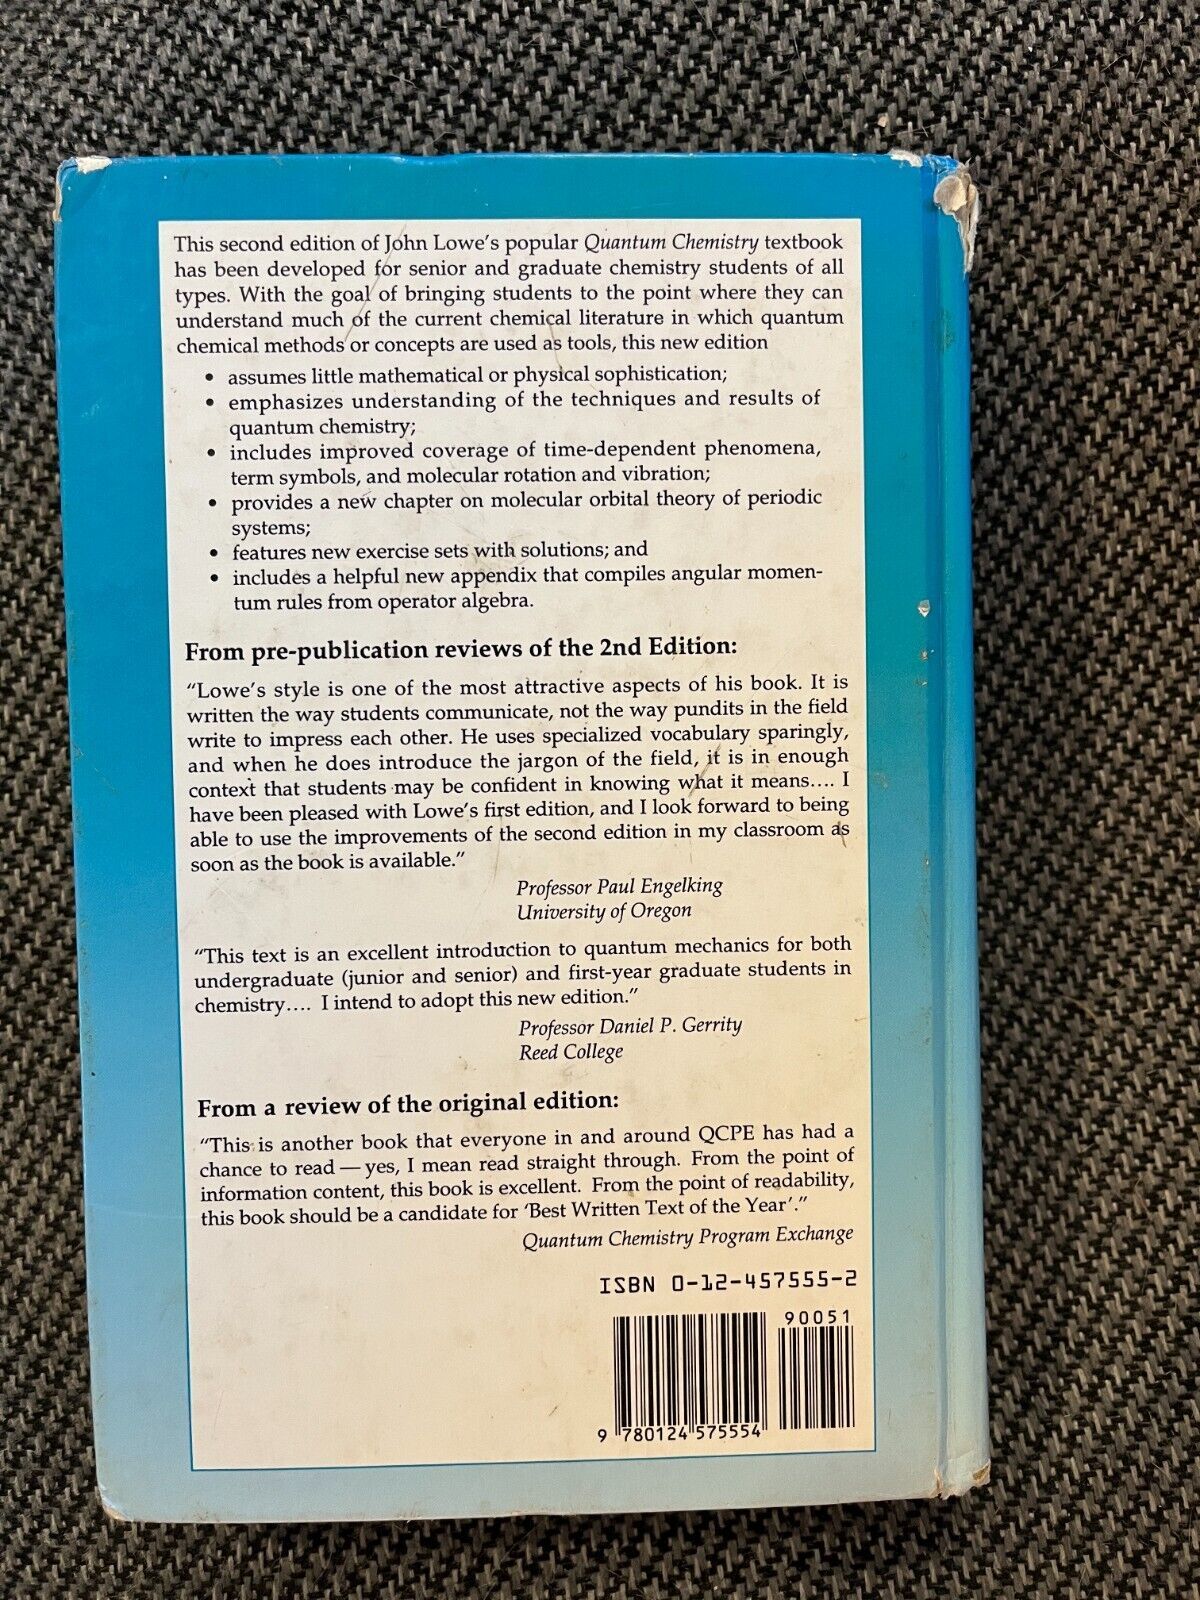 This second edition of John Lowe's popular Quantum Chemistry textbook
has been developed for senior and graduate chemistry students of all
types. With the goal of bringing students to the point where they can
understand much of the current chemical literature in which quantum
chemical methods or concepts are used as tools, this new edition
• assumes little mathematical or physical sophistication;
• emphasizes understanding of the techniques and results of
quantum chemistry;
• includes improved coverage of time-dependent phenomena,
term symbols, and molecular rotation and vibration;
• provides a new chapter on molecular orbital theory of periodic
systems;
• features new exercise sets with solutions; and
• includes a helpful new appendix that compiles angular momen-
tum rules from operator algebra.
From pre-publication reviews of the 2nd Edition:
"Lowe's style is one of the most attractive aspects of his book. It is
written the way students communicate, not the way pundits in the field
write to impress each other. He uses specialized vocabulary sparingly,
and when he does introduce the jargon of the field, it is in enough
context that students may be confident in knowing what it means.... I
have been pleased with Lowe's first edition, and I look forward to being
able to use the improvements of the second edition in my classroom as
soon as the book is available."
Professor Paul Engelking
University of Oregon
"This text is an excellent introduction to quantum mechanics for both
undergraduate (junior and senior) and first-year graduate students in
chemistry.... I intend to adopt this new edition."
Professor Daniel P. Gerrity
Reed College
From a review of the original edition:
"This is another book that everyone in and around QCPE has had a
chance to read — yes, I mean read straight through. From the point of
information content, this book is excellent. From the point of readability,
this book should be a candidate for 'Best Written Text of the Year'."
Quantum Chemistry Program Exchange
ISBN 0-12-457555-2
90051
9 780124 575554